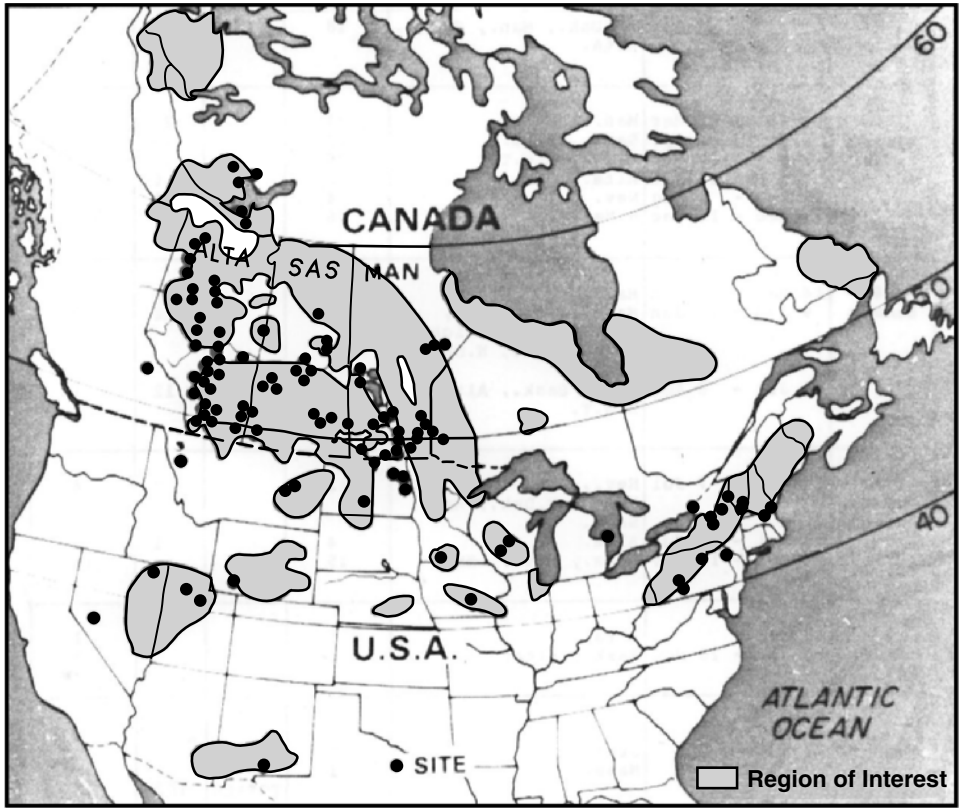 60
CANADA
ALTA
SAS
MAN
50
40
U.S.A.
ATLANTIC
OCEAN
SITE
Region of Interest